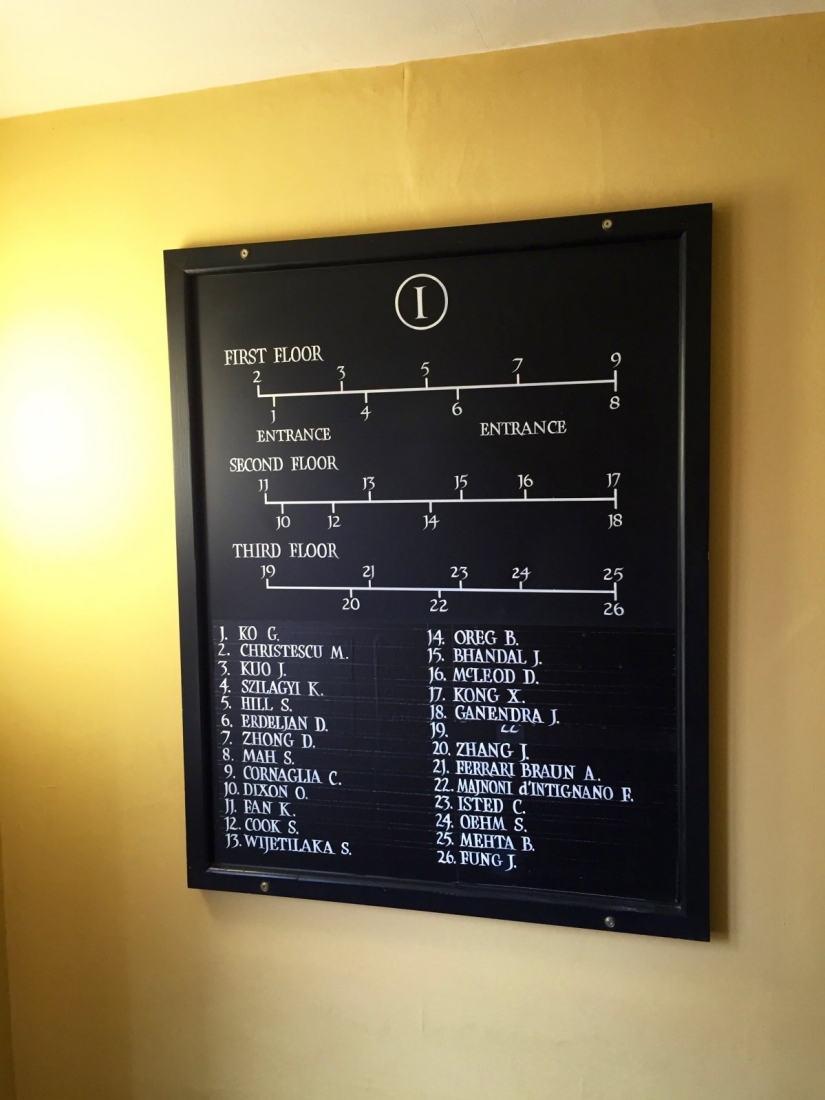 I
FIRST FLOOR
2 3 5 7 9
1 4 6 8
ENTRANCE ENTRANCE
SECOND FLOOR
11 13 15 16 17
10 12 14 18
THIRD FLOOR
19 21 23 24 25
20 22 26
1. KO G.
2. CHRISTESCU M.
3. KUO J.
4. SZILAGYI K.
5. HILL S.
6. ERDELJAN D.
7. ZHONG D.
8. MAH S.
9. CORNAGLIA C.
10. DIXON O.
11. FAN K.
12. COOK S.
13. WIJETILAKA S.
14. OREG B.
15. BHANDAL J.
16. McLEOD D.
17. KONG X.
18. GANENDRA J.
19. "
20. ZHANG J.
21. FERRARI BRAUN A.
22. MAJNONI d'INTIGNANO F.
23. ISTED C.
24. OEHM S.
25. MEHTA B.
26. FUNG J.